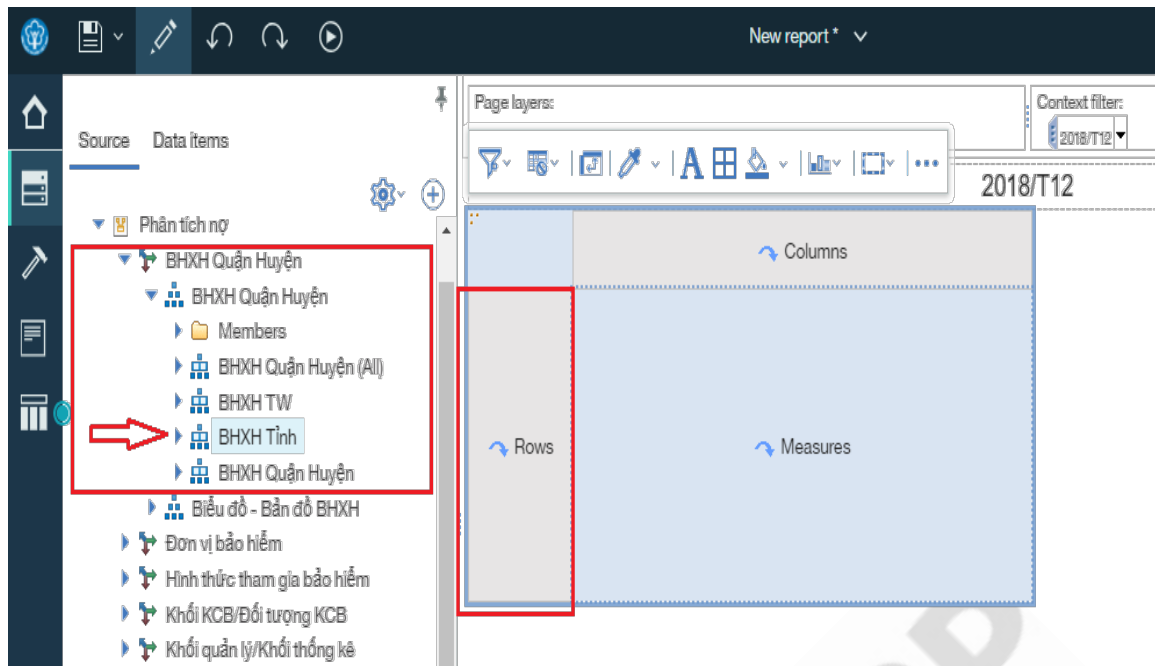 New report *
Page layers:
Context filter:
2018/T12
Source Data items
2018/T12
Phân tích nợ
BHXH Quận Huyện
BHXH Quận Huyện
Members
BHXH Quận Huyện (All)
BHXH TW
BHXH Tỉnh
BHXH Quận Huyện
Biểu đồ - Bản đồ BHXH
Đơn vị bảo hiểm
Hình thức tham gia bảo hiểm
Khối KCB/Đối tượng KCB
Khối quản lý/Khối thống kê
Columns
Rows
Measures